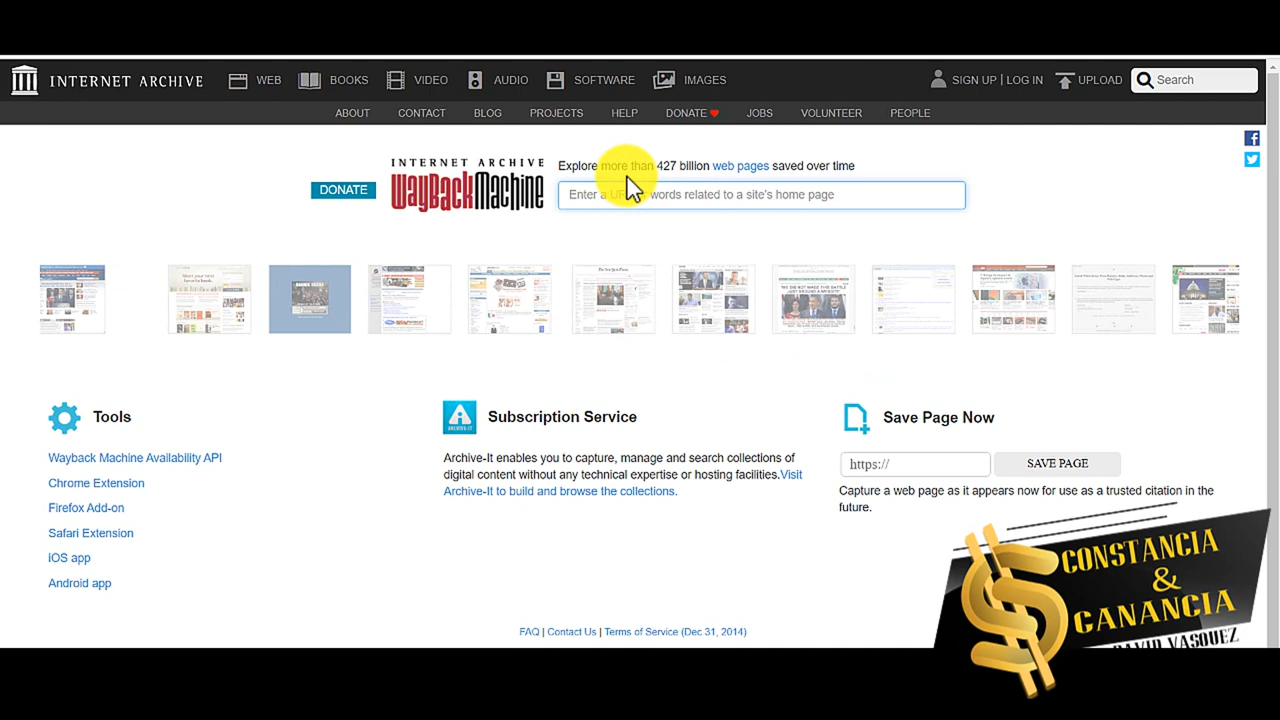 INTERNET ARCHIVE
WEB
BOOKS
VIDEO
AUDIO
SOFTWARE
IMAGES
SIGN UP | LOG IN
UPLOAD
Search
ABOUT
CONTACT
BLOG
PROJECTS
HELP
DONATE
JOBS
VOLUNTEER
PEOPLE
DONATE
INTERNET ARCHIVE
WayBackMachine
Explore more than 427 billion web pages saved over time
Enter a words related to a site's home page
Tools
Wayback Machine Availability API
Chrome Extension
Firefox Add-on
Safari Extension
iOS app
Android app
ARCHIVE-IT
Subscription Service
Archive-It enables you to capture, manage and search collections of
digital content without any technical expertise or hosting facilities.Visit
Archive-It to build and browse the collections.
Save Page Now
https://
SAVE PAGE
Capture a web page as it appears now for use as a trusted citation in the
future.
FAQ | Contact Us | Terms of Service (Dec 31, 2014)
CONSTANCIA
&
GANANCIA
DAVID VASQUEZ